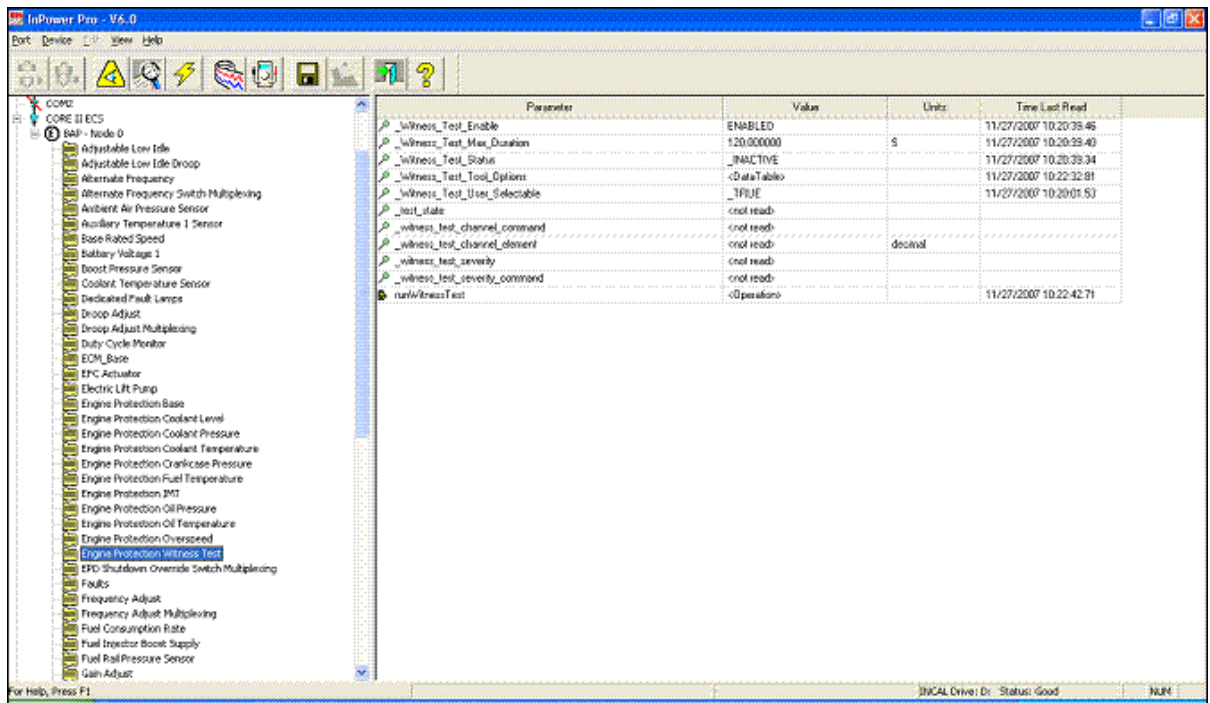 InPower Pro - V6.0
Port Device Edit View Help
COM2
CORE II ECS
BAP - Node 0
Adjustable Low Idle
Adjustable Low Idle Droop
Alternate Frequency
Alternate Frequency Switch Multiplexing
Ambient Air Pressure Sensor
Auxiliary Temperature 1 Sensor
Base Rated Speed
Battery Voltage 1
Boost Pressure Sensor
Coolant Temperature Sensor
Dedicated Fault Lamps
Droop Adjust
Droop Adjust Multiplexing
Duty Cycle Monitor
ECM_Base
EFC Actuator
Electric Lift Pump
Engine Protection Base
Engine Protection Coolant Level
Engine Protection Coolant Pressure
Engine Protection Coolant Temperature
Engine Protection Crankcase Pressure
Engine Protection Fuel Temperature
Engine Protection IMT
Engine Protection Oil Pressure
Engine Protection Oil Temperature
Engine Protection Overspeed
Engine Protection Witness Test
EPD Shutdown Override Switch Multiplexing
Faults
Frequency Adjust
Frequency Adjust Multiplexing
Fuel Consumption Rate
Fuel Injector Boost Supply
Fuel Rail Pressure Sensor
Gain Adjust
Parameter Value Units Time Last Read
_Witness_Test_Enable ENABLED 11/27/2007 10:20:39.46
_Witness_Test_Max_Duration 120.000000 S 11/27/2007 10:20:39.40
_Witness_Test_Status _INACTIVE 11/27/2007 10:20:39.34
_Witness_Test_Tool_Options <DataTable> 11/27/2007 10:22:32.81
_Witness_Test_User_Selectable _TRUE 11/27/2007 10:20:01.53
_test_state <not read>
_witness_test_channel_command <not read>
_witness_test_channel_element <not read> decimal
_witness_test_severity <not read>
_witness_test_severity_command <not read>
runWitnessTest <Operation> 11/27/2007 10:22:42.71
For Help, Press F1 INCAL Drive: D: Status: Good NUM